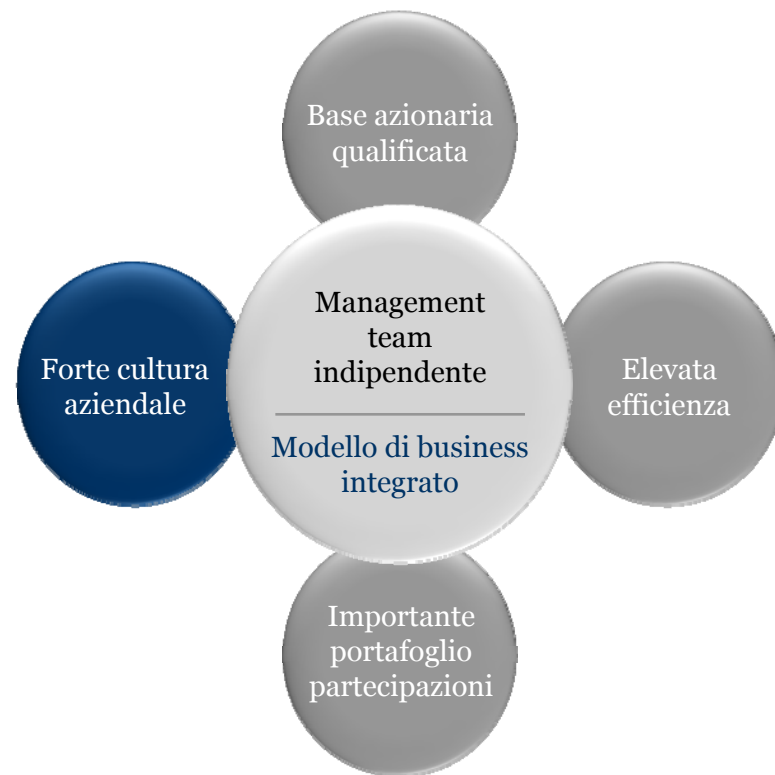 Base azionaria
qualificata
Forte cultura
aziendale
Management
team
indipendente
Modello di business
integrato
Elevata
efficienza
Importante
portafoglio
partecipazioni